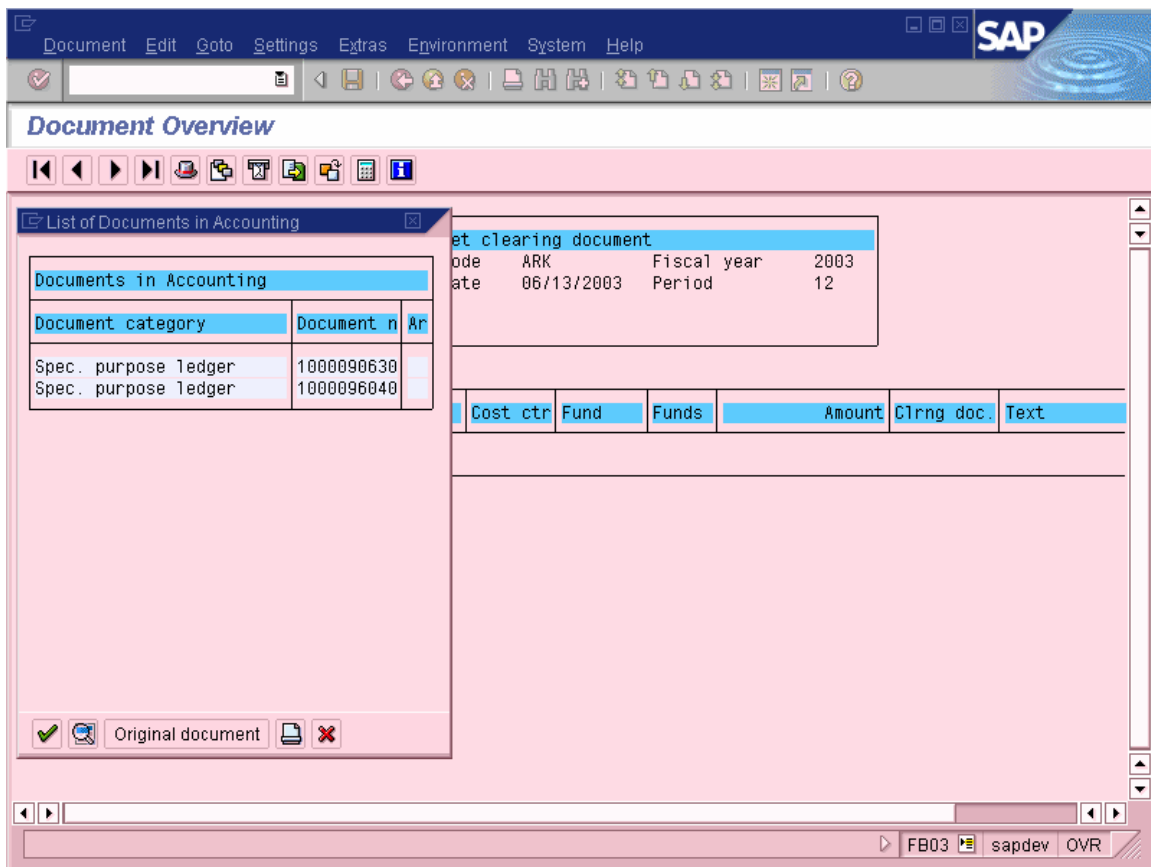 Document Edit Goto Settings Extras Environment System Help
SAP
Document Overview
List of Documents in Accounting
et clearing document
ode ARK Fiscal year 2003
ate 06/13/2003 Period 12
Documents in Accounting
Document category Document n Ar
Spec. purpose ledger 1000090630
Spec. purpose ledger 1000096040
Cost ctr Fund Funds Amount Clrng doc. Text
Original document
FB03 sapdev OVR